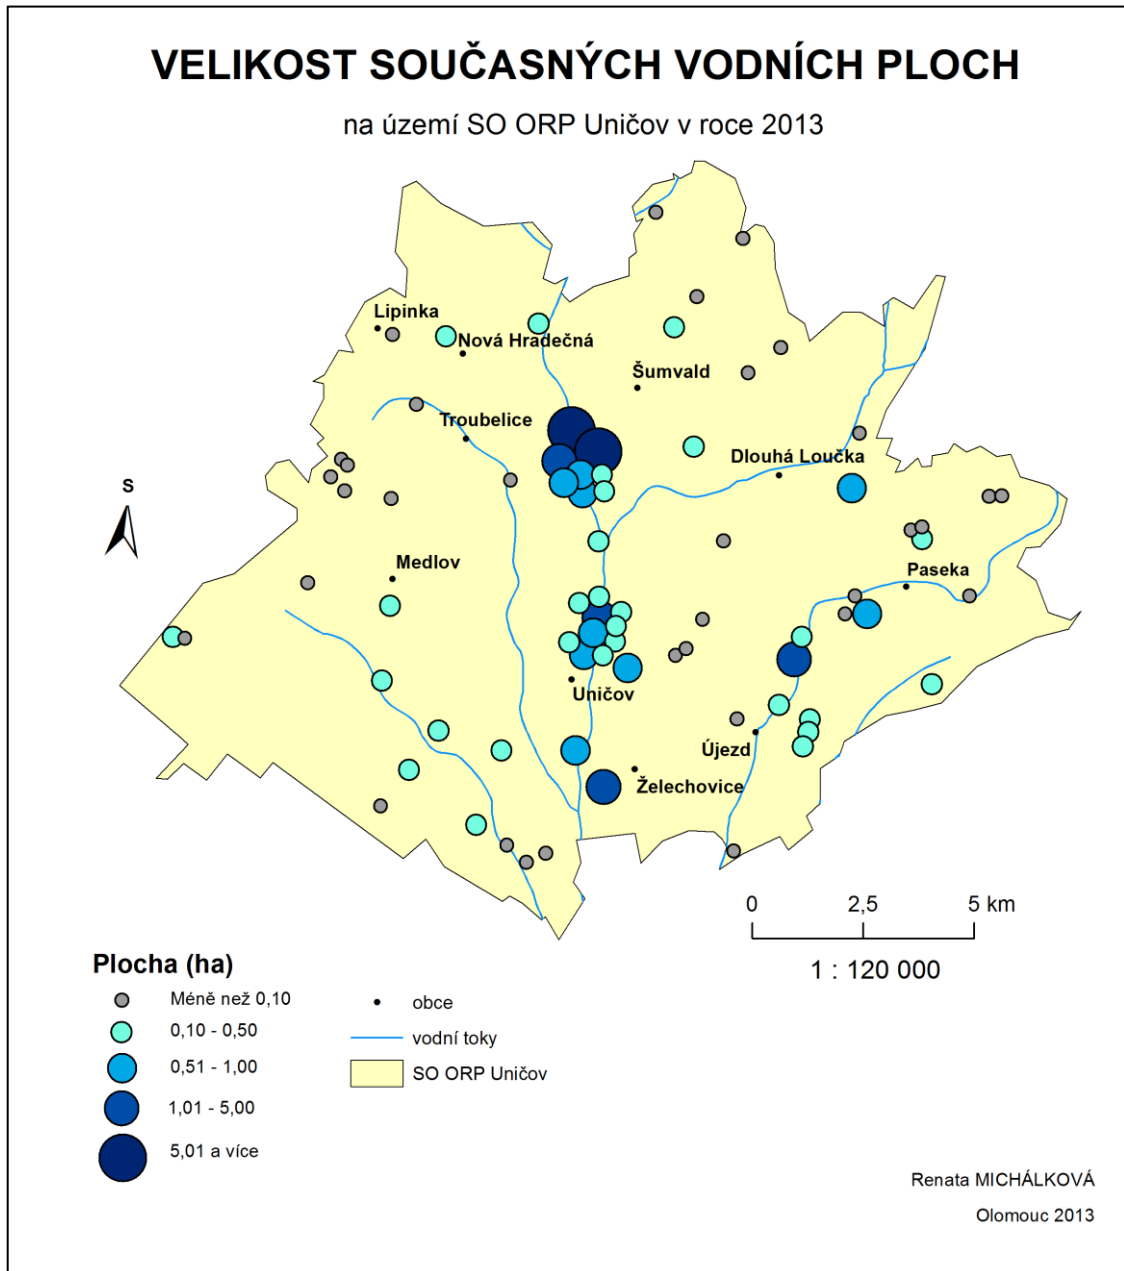 VELIKOST SOUČASNÝCH VODNÍCH PLOCH
na území SO ORP Uničov v roce 2013
Lipinka
Nová Hradečná
Šumvald
Troubelice
Dlouhá Loučka
S
Medlov
Paseka
Uničov
Újezd
Želechovice
0 2,5 5 km
1 : 120 000
Plocha (ha)
Méně než 0,10
0,10 - 0,50
0,51 - 1,00
1,01 - 5,00
5,01 a více
obce
vodní toky
SO ORP Uničov
Renata MICHÁLKOVÁ
Olomouc 2013